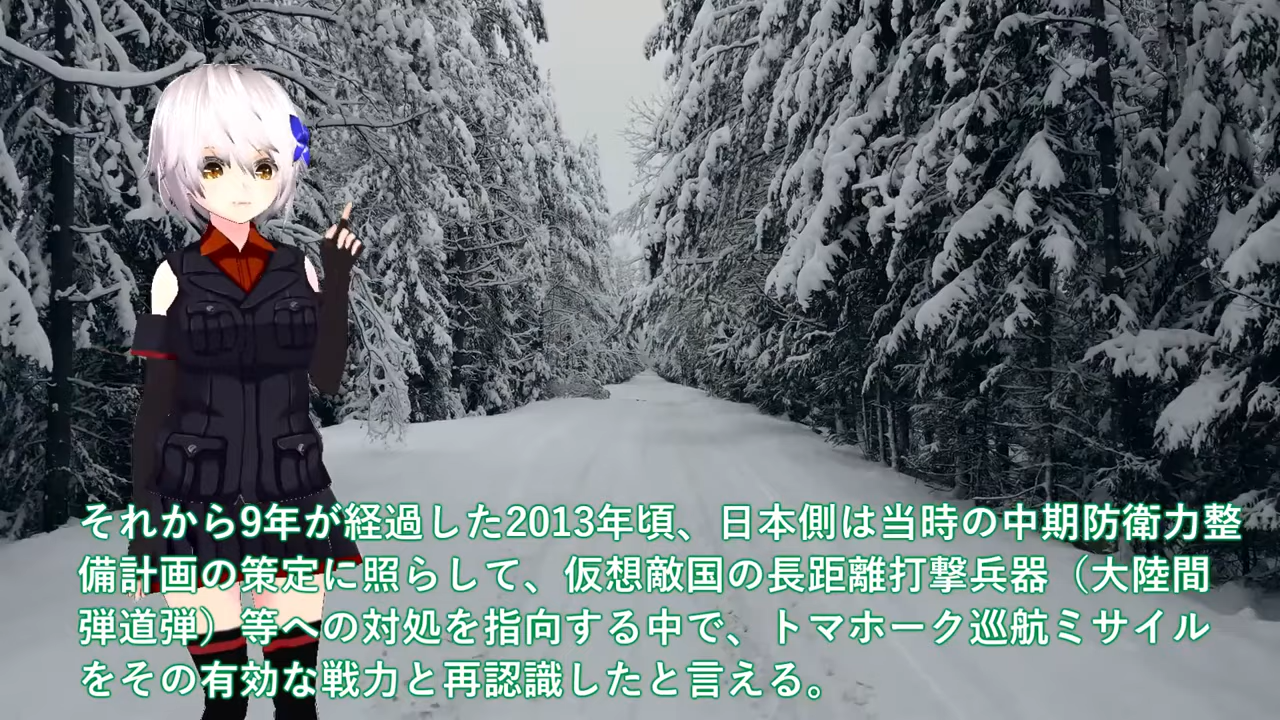 それから9年が経過した2013年頃、日本側は当時の中期防衛力整
備計画の策定に照らして、仮想敵国の長距離打撃兵器（大陸間
弾道弾）等への対処を指向する中で、トマホーク巡航ミサイル
をその有効な戦力と再認識したと言える。